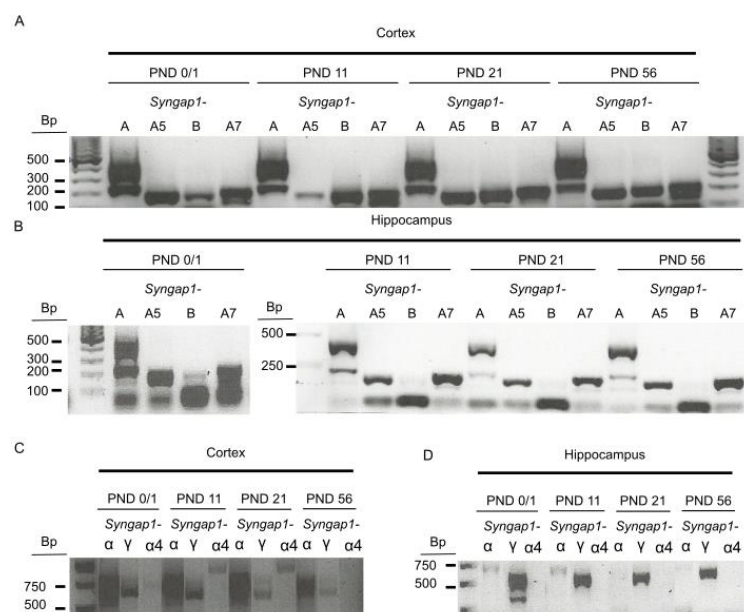 A
Cortex
PND 0/1 PND 11 PND 21 PND 56
Syngap1- Syngap1- Syngap1- Syngap1-
Bp A A5 B A7 A A5 B A7 A A5 B A7 A A5 B A7
500
300
200
100
B
Hippocampus
PND 0/1 PND 11 PND 21 PND 56
Syngap1- Syngap1- Syngap1- Syngap1-
Bp A A5 B A7 Bp A A5 B A7 A A5 B A7 A A5 B A7
500
300
200
100
500
250
C
Cortex
PND 0/1 PND 11 PND 21 PND 56
Syngap1- Syngap1- Syngap1- Syngap1-
Bp α γ α4 α γ α4 α γ α4 α γ α4
750
500
D
Hippocampus
PND 0/1 PND 11 PND 21 PND 56
Syngap1- Syngap1- Syngap1- Syngap1-
Bp α γ α4 α γ α4 α γ α4 α γ α4
750
500